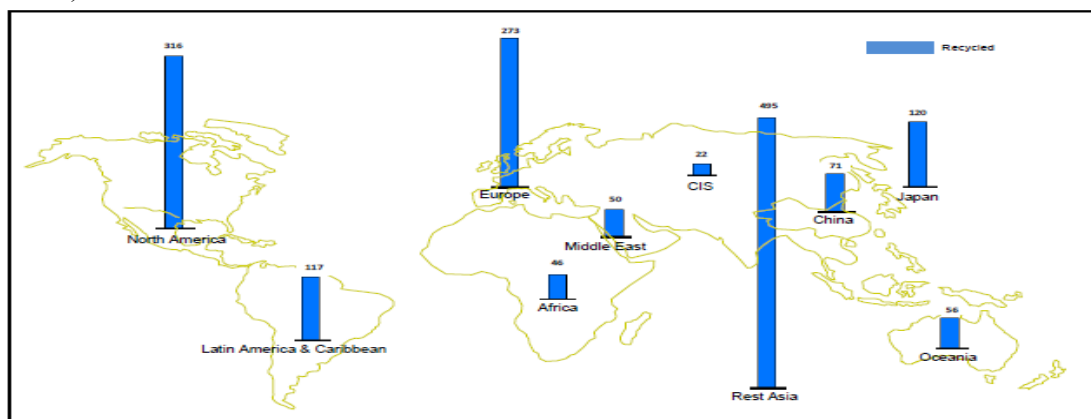 316
273
Recycled
495
120
22
71
CIS
Europe
Japan
50
China
North America
Middle East
117
46
Africa
56
Latin America & Caribbean
Oceania
Rest Asia